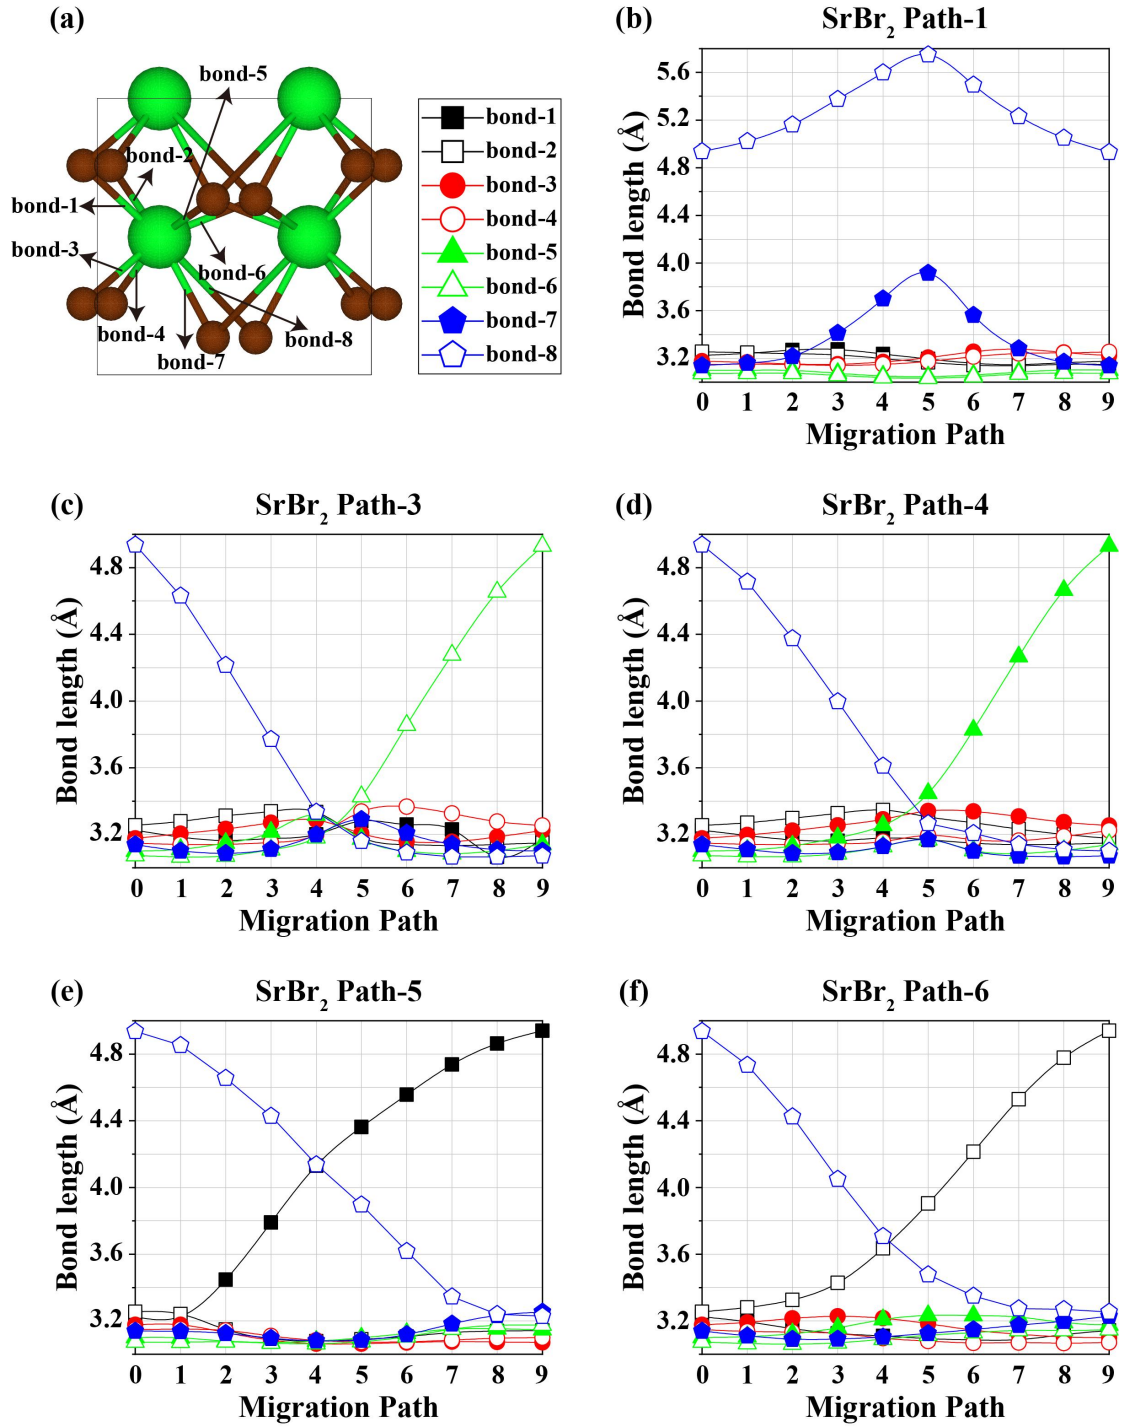 (a)
bond-5
bond-2
bond-1
bond-3
bond-6
bond-4
bond-7
bond-8
bond-1
bond-2
bond-3
bond-4
bond-5
bond-6
bond-7
bond-8
(b)
SrBr₂ Path-1
Bond length (Å)
5.6
5.2
4.8
4.4
4.0
3.6
3.2
0 1 2 3 4 5 6 7 8 9
Migration Path
(c)
SrBr₂ Path-3
Bond length (Å)
4.8
4.4
4.0
3.6
3.2
0 1 2 3 4 5 6 7 8 9
Migration Path
(d)
SrBr₂ Path-4
Bond length (Å)
4.8
4.4
4.0
3.6
3.2
0 1 2 3 4 5 6 7 8 9
Migration Path
(e)
SrBr₂ Path-5
Bond length (Å)
4.8
4.4
4.0
3.6
3.2
0 1 2 3 4 5 6 7 8 9
Migration Path
(f)
SrBr₂ Path-6
Bond length (Å)
4.8
4.4
4.0
3.6
3.2
0 1 2 3 4 5 6 7 8 9
Migration Path